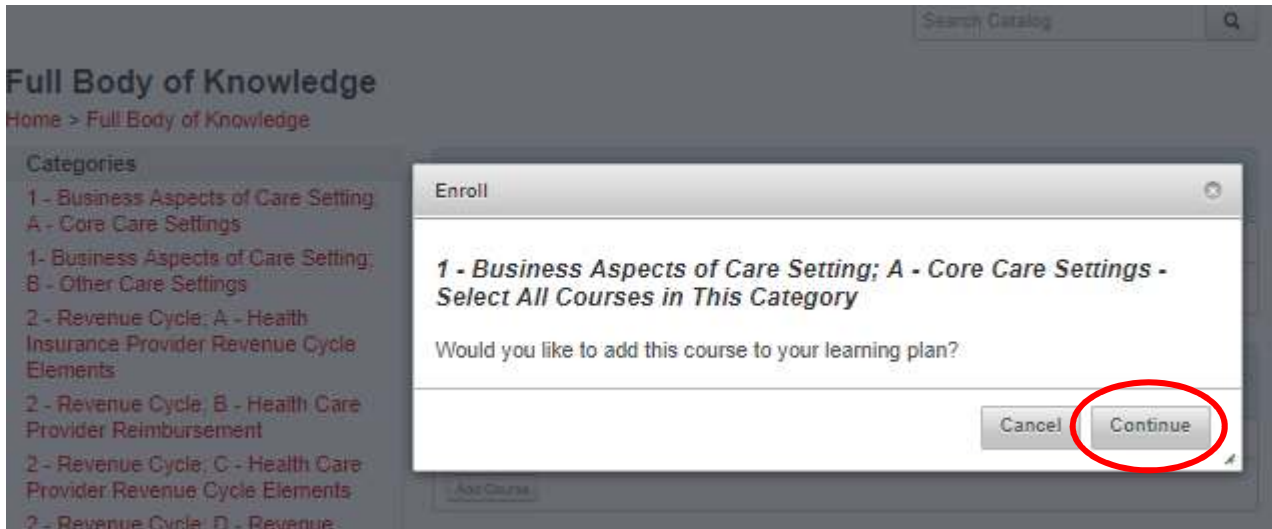 Search Catalog
Full Body of Knowledge
Home > Full Body of Knowledge
Categories
1 - Business Aspects of Care Setting;
A - Core Care Settings
1- Business Aspects of Care Setting;
B - Other Care Settings
2 - Revenue Cycle; A - Health
Insurance Provider Revenue Cycle
Elements
2 - Revenue Cycle; B - Health Care
Provider Reimbursement
2 - Revenue Cycle; C - Health Care
Provider Revenue Cycle Elements
2 - Revenue Cycle; D - Revenue
Enroll
1 - Business Aspects of Care Setting; A - Core Care Settings -
Select All Courses in This Category
Would you like to add this course to your learning plan?
Cancel
Continue
Add Course